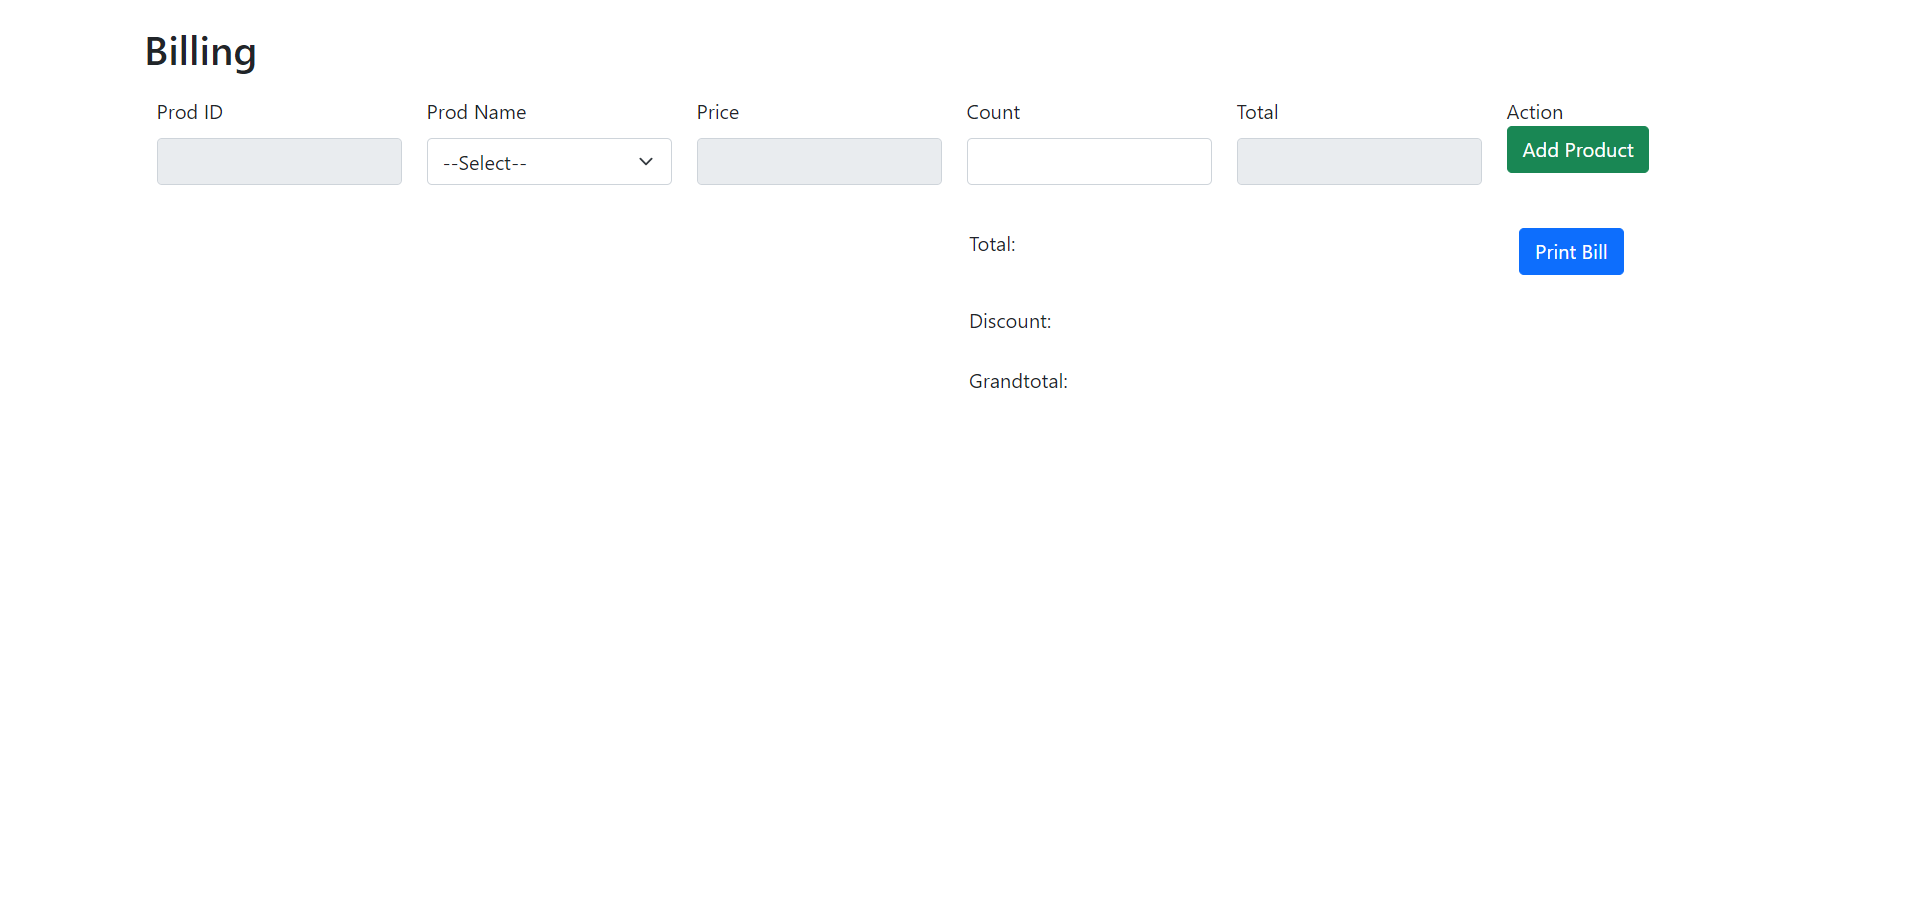 Billing
Prod ID Prod Name Price Count Total Action
--Select-- Add Product
Total: Print Bill
Discount:
Grandtotal: